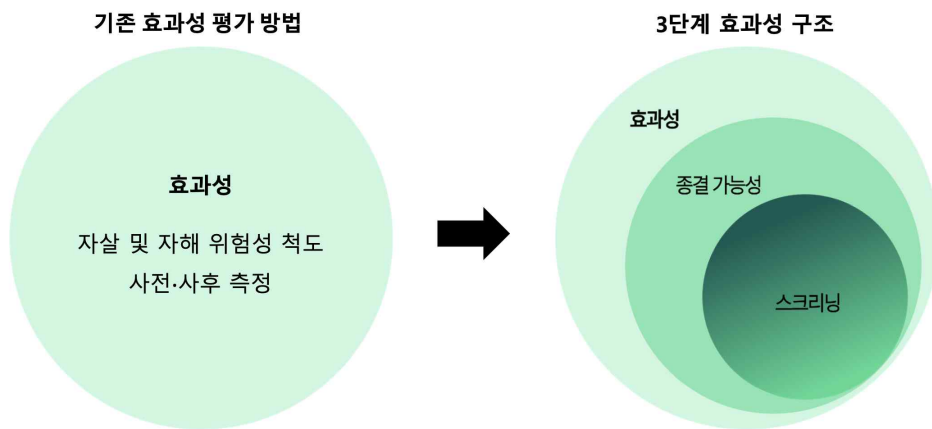 기존 효과성 평가 방법
효과성
자살 및 자해 위험성 척도
사전·사후 측정
3단계 효과성 구조
효과성
종결 가능성
스크리닝